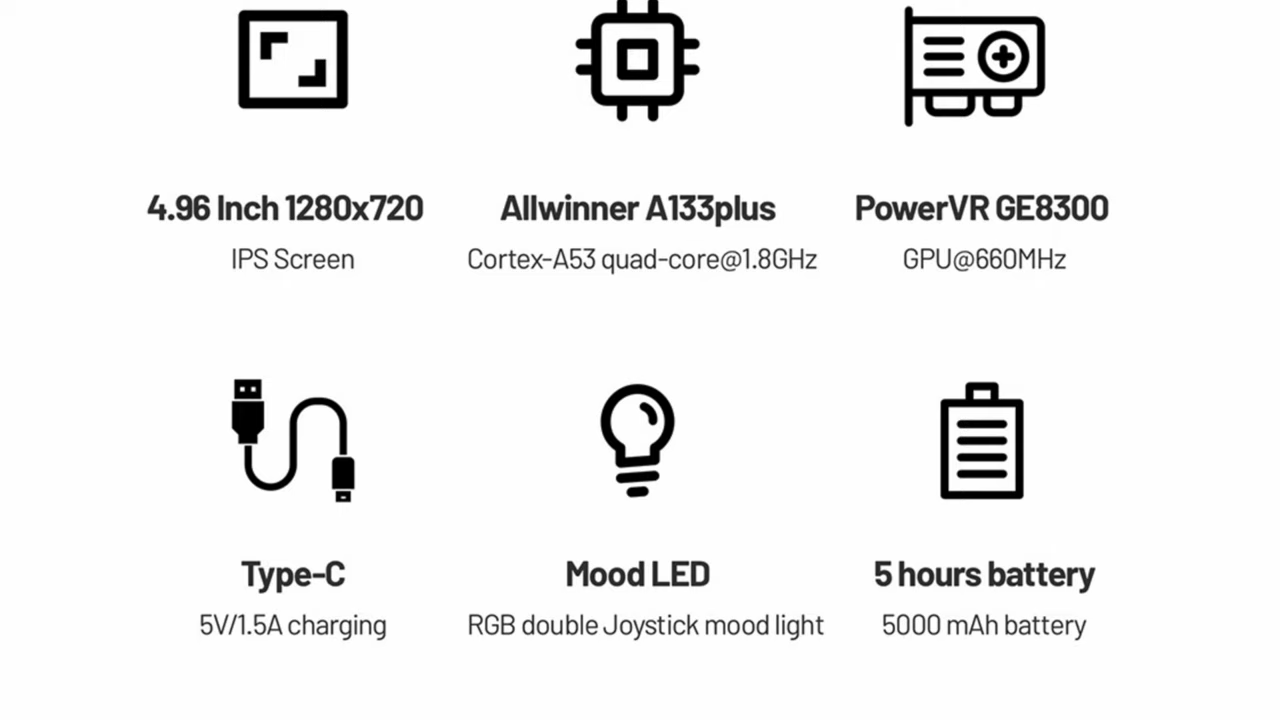 4.96 Inch 1280x720
IPS Screen
Allwinner A133plus
Cortex-A53 quad-core@1.8GHz
PowerVR GE8300
GPU@660MHz
Type-C
5V/1.5A charging
Mood LED
RGB double Joystick mood light
5 hours battery
5000 mAh battery